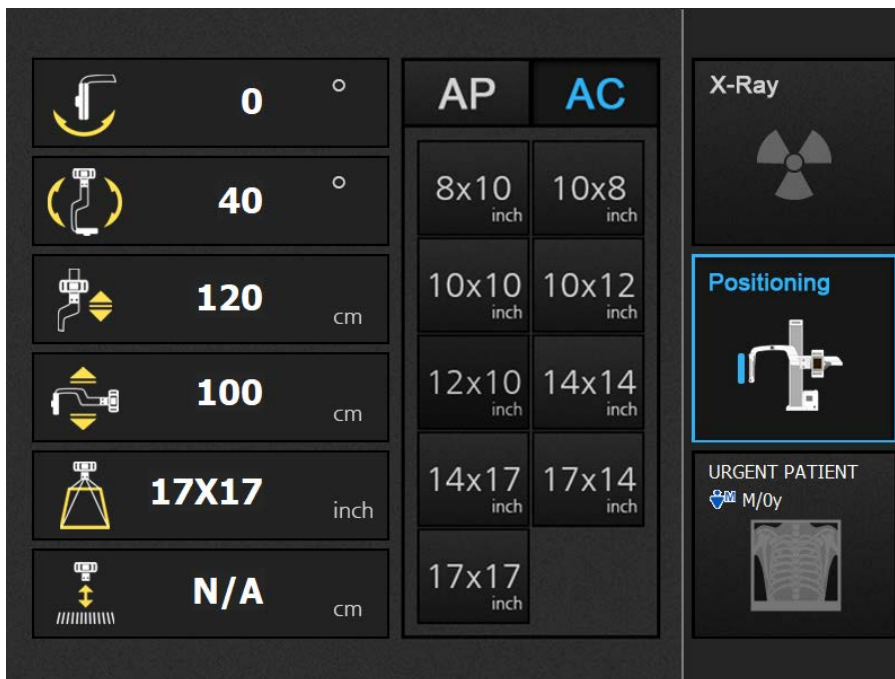 0 °
40 °
120 cm
100 cm
17X17 inch
N/A cm
AP AC
8x10 inch 10x8 inch
10x10 inch 10x12 inch
12x10 inch 14x14 inch
14x17 inch 17x14 inch
17x17 inch
X-Ray
Positioning
URGENT PATIENT
M M/0y